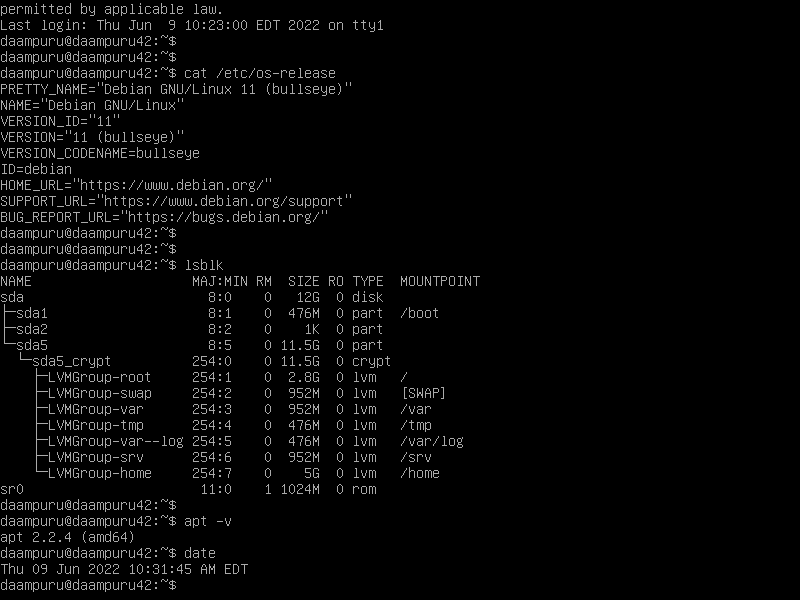 permitted by applicable law.
Last login: Thu Jun  9 10:23:00 EDT 2022 on tty1
daampuru@daampuru42:~$
daampuru@daampuru42:~$
daampuru@daampuru42:~$ cat /etc/os-release
PRETTY_NAME="Debian GNU/Linux 11 (bullseye)"
NAME="Debian GNU/Linux"
VERSION_ID="11"
VERSION="11 (bullseye)"
VERSION_CODENAME=bullseye
ID=debian
HOME_URL="https://www.debian.org/"
SUPPORT_URL="https://www.debian.org/support"
BUG_REPORT_URL="https://bugs.debian.org/"
daampuru@daampuru42:~$
daampuru@daampuru42:~$
daampuru@daampuru42:~$ lsblk
NAME                    MAJ:MIN RM  SIZE RO TYPE  MOUNTPOINT
sda                       8:0    0   12G  0 disk
├─sda1                    8:1    0  476M  0 part  /boot
├─sda2                    8:2    0    1K  0 part
└─sda5                    8:5    0 11.5G  0 part
  └─sda5_crypt          254:0    0 11.5G  0 crypt
    ├─LVMGroup-root     254:1    0  2.8G  0 lvm   /
    ├─LVMGroup-swap     254:2    0  952M  0 lvm   [SWAP]
    ├─LVMGroup-var      254:3    0  952M  0 lvm   /var
    ├─LVMGroup-tmp      254:4    0  476M  0 lvm   /tmp
    ├─LVMGroup-var--log 254:5    0  476M  0 lvm   /var/log
    ├─LVMGroup-srv      254:6    0  952M  0 lvm   /srv
    └─LVMGroup-home     254:7    0    5G  0 lvm   /home
sr0                      11:0    1 1024M  0 rom
daampuru@daampuru42:~$
daampuru@daampuru42:~$ apt -v
apt 2.2.4 (amd64)
daampuru@daampuru42:~$ date
Thu 09 Jun 2022 10:31:45 AM EDT
daampuru@daampuru42:~$